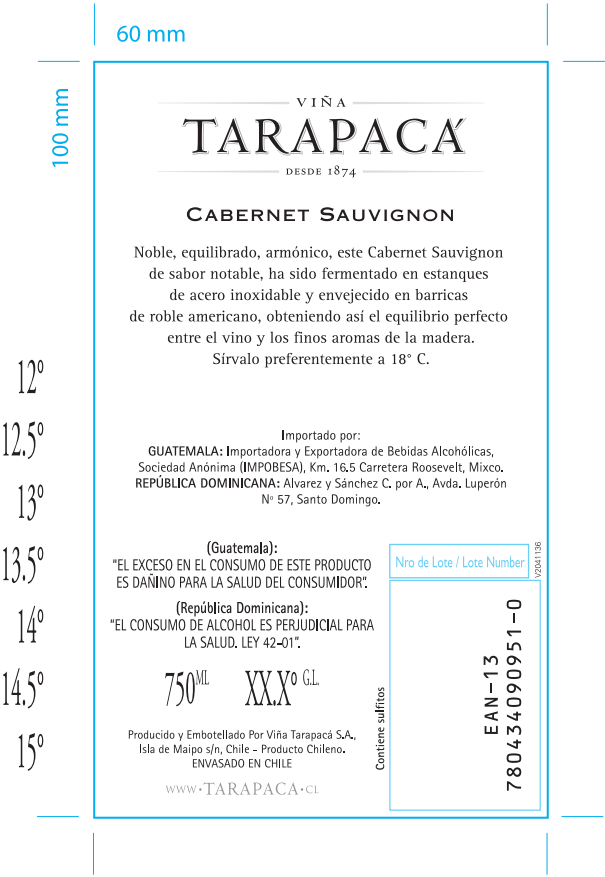 60 mm
100 mm
VIÑA
TARAPACÁ
DESDE 1874
CABERNET SAUVIGNON
Noble, equilibrado, armónico, este Cabernet Sauvignon
de sabor notable, ha sido fermentado en estanques
de acero inoxidable y envejecido en barricas
de roble americano, obteniendo así el equilibrio perfecto
entre el vino y los finos aromas de la madera.
Sírvalo preferentemente a 18° C.
12°
12.5°
13°
13.5°
14°
14.5°
15°
Importado por:
GUATEMALA: Importadora y Exportadora de Bebidas Alcohólicas,
Sociedad Anónima (IMPOBESA), Km. 16.5 Carretera Roosevelt, Mixco.
REPÚBLICA DOMINICANA: Alvarez y Sánchez C. por A., Avda. Luperón
Nº 57, Santo Domingo.
(Guatemala):
"EL EXCESO EN EL CONSUMO DE ESTE PRODUCTO
ES DAÑINO PARA LA SALUD DEL CONSUMIDOR".
(República Dominicana):
"EL CONSUMO DE ALCOHOL ES PERJUDICIAL PARA
LA SALUD. LEY 42-01".
750ML XX.X° G.L.
Producido y Embotellado Por Viña Tarapacá S.A.,
Isla de Maipo s/n, Chile - Producto Chileno.
ENVASADO EN CHILE
WWW·TARAPACA·CL
Contiene sulfitos
Nro de Lote / Lote Number
V2041136
EAN-13
780434090951-0